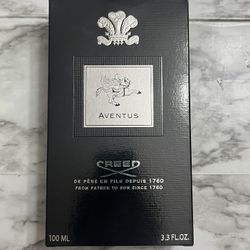 AVENTUS
CREED
DE PÈRE EN FILS DEPUIS 1760
FROM FATHER TO SON SINCE 1760
100 ML 3.3 FL.OZ.